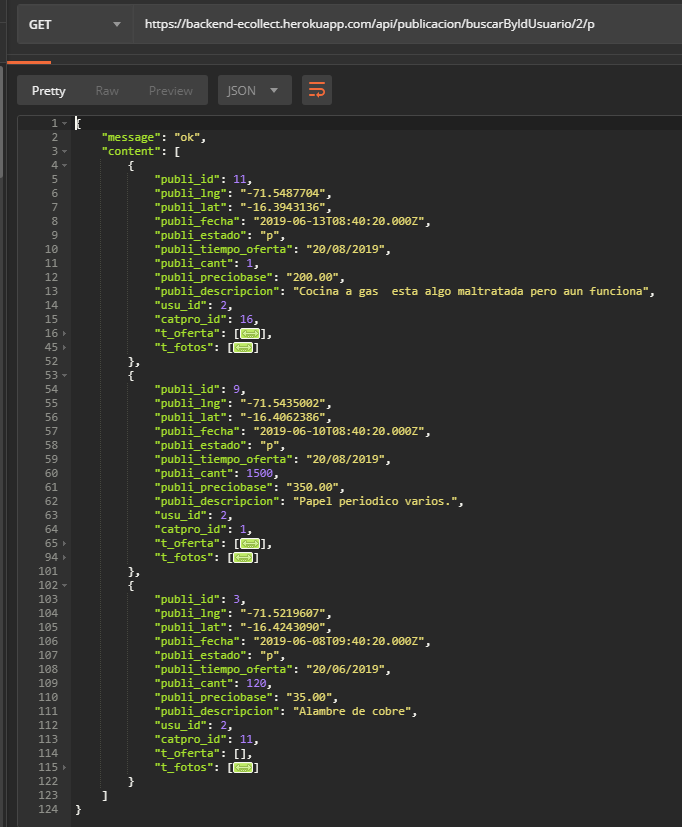 GET https://backend-ecollect.herokuapp.com/api/publicacion/buscarByIdUsuario/2/p
Pretty Raw Preview JSON
1 {
2 "message": "ok",
3 "content": [
4 {
5 "publi_id": 11,
6 "publi_lng": "-71.5487704",
7 "publi_lat": "-16.3943136",
8 "publi_fecha": "2019-06-13T08:40:20.000Z",
9 "publi_estado": "p",
10 "publi_tiempo_oferta": "20/08/2019",
11 "publi_cant": 1,
12 "publi_preciobase": "200.00",
13 "publi_descripcion": "Cocina a gas  esta algo maltratada pero aun funciona",
14 "usu_id": 2,
15 "catpro_id": 16,
16 "t_oferta": [],
45 "t_fotos": []
52 },
53 {
54 "publi_id": 9,
55 "publi_lng": "-71.5435002",
56 "publi_lat": "-16.4062386",
57 "publi_fecha": "2019-06-10T08:40:20.000Z",
58 "publi_estado": "p",
59 "publi_tiempo_oferta": "20/08/2019",
60 "publi_cant": 1500,
61 "publi_preciobase": "350.00",
62 "publi_descripcion": "Papel periodico varios.",
63 "usu_id": 2,
64 "catpro_id": 1,
65 "t_oferta": [],
94 "t_fotos": []
101 },
102 {
103 "publi_id": 3,
104 "publi_lng": "-71.5219607",
105 "publi_lat": "-16.4243090",
106 "publi_fecha": "2019-06-08T09:40:20.000Z",
107 "publi_estado": "p",
108 "publi_tiempo_oferta": "20/06/2019",
109 "publi_cant": 120,
110 "publi_preciobase": "35.00",
111 "publi_descripcion": "Alambre de cobre",
112 "usu_id": 2,
113 "catpro_id": 11,
114 "t_oferta": [],
115 "t_fotos": []
122 }
123 ]
124 }